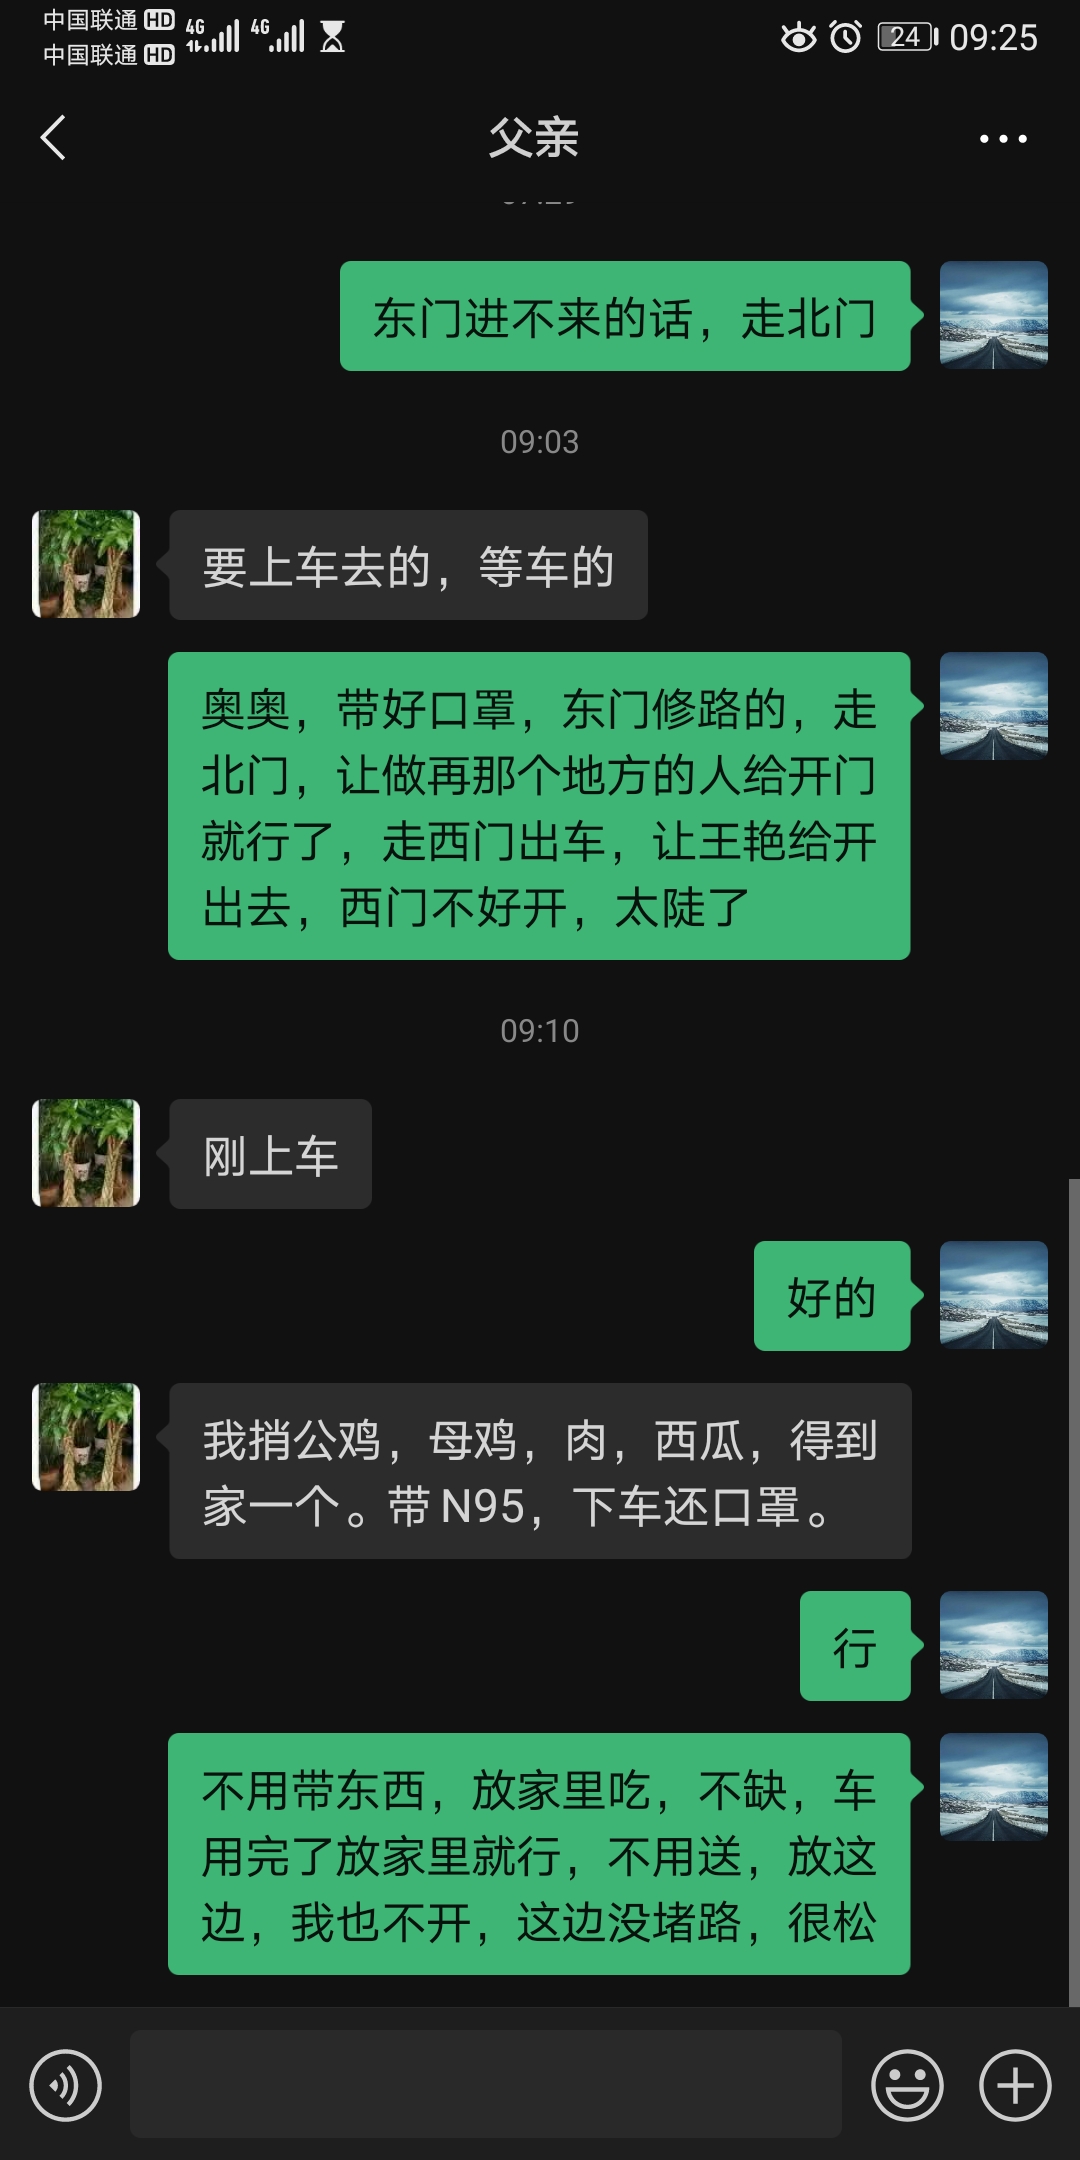 中国联通 HD 4G 4G 24 09:25
中国联通 HD
父亲
东门进不来的话，走北门
09:03
要上车去的，等车的
奥奥，带好口罩，东门修路的，走
北门，让做再那个地方的人给开门
就行了，走西门出车，让王艳给开
出去，西门不好开，太陡了
09:10
刚上车
好的
我捎公鸡，母鸡，肉，西瓜，得到
家一个。带N95，下车还口罩。
行
不用带东西，放家里吃，不缺，车
用完了放家里就行，不用送，放这
边，我也不开，这边没堵路，很松